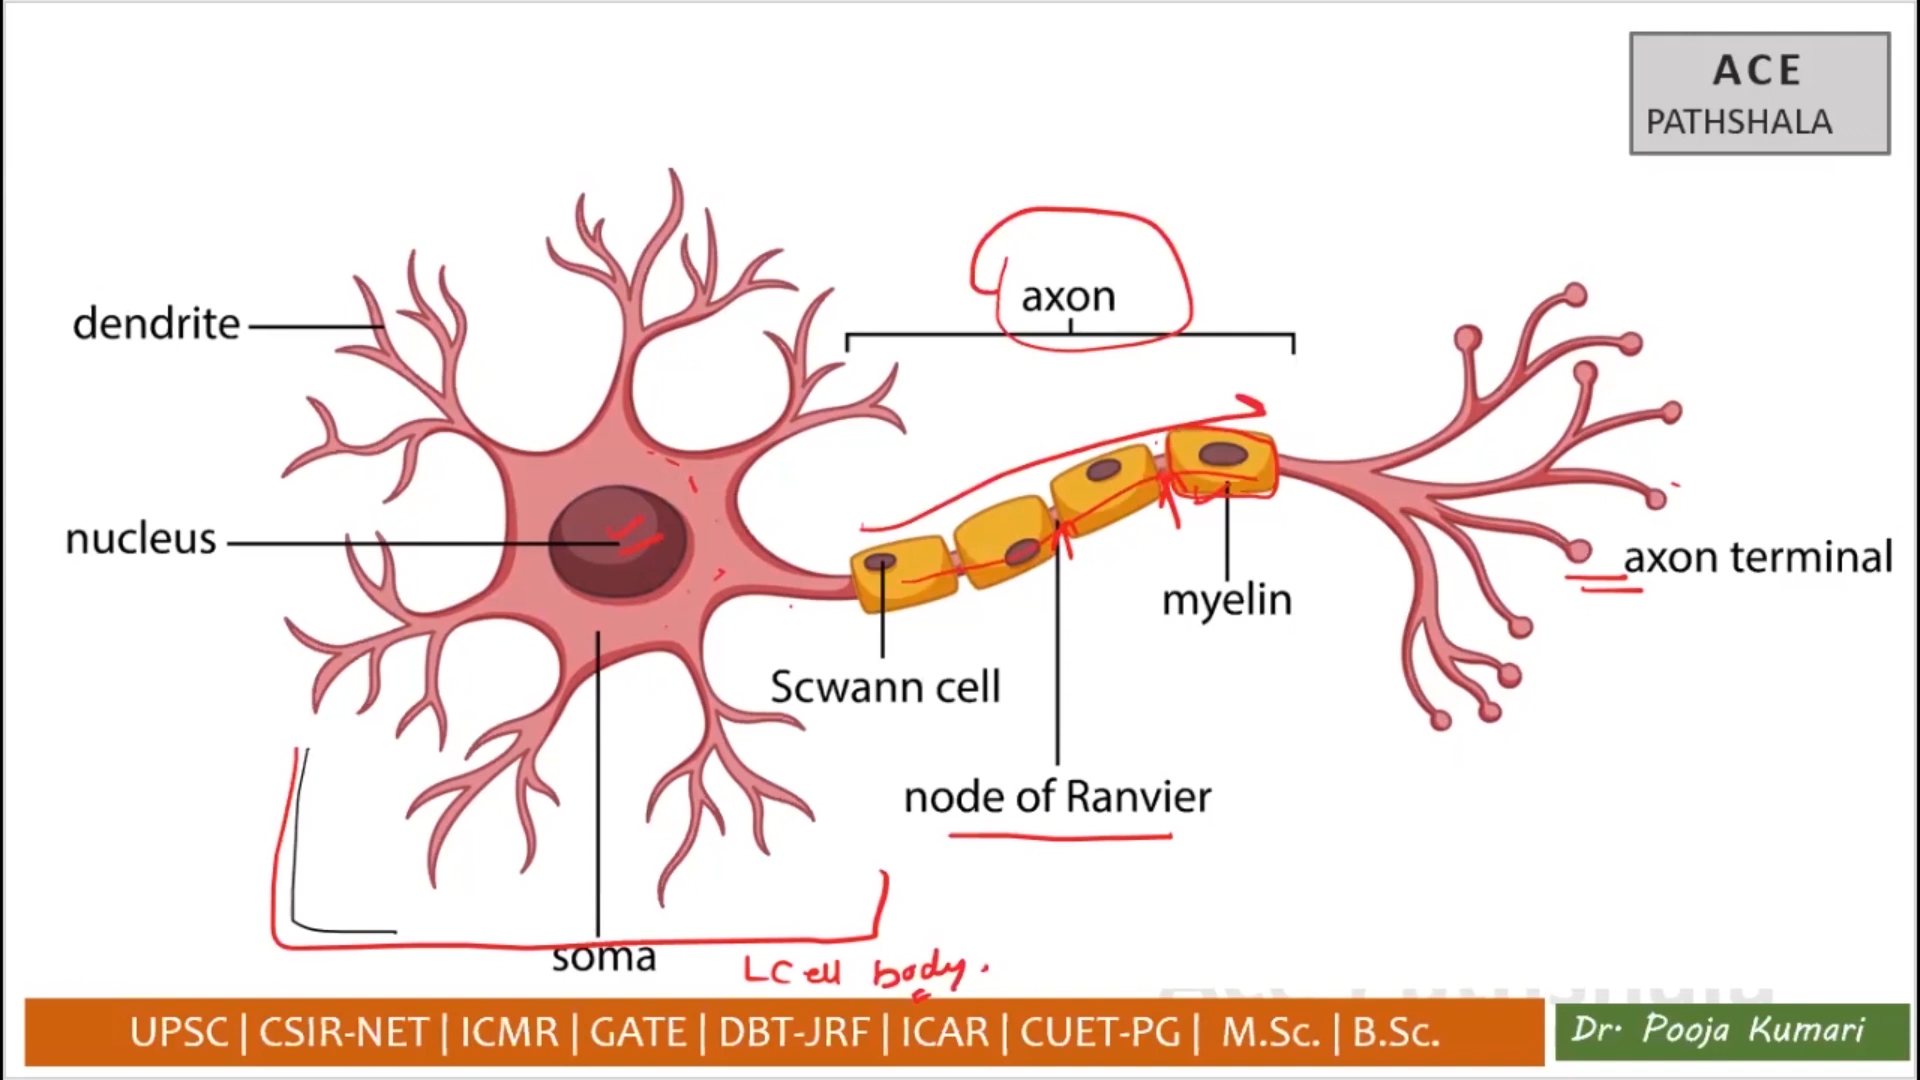 ACE
PATHSHALA
axon
dendrite
nucleus
axon terminal
myelin
Scwann cell
node of Ranvier
soma
Cell body.
UPSC | CSIR-NET | ICMR | GATE | DBT-JRF | ICAR | CUET-PG | M.Sc. | B.Sc.
Dr. Pooja Kumari